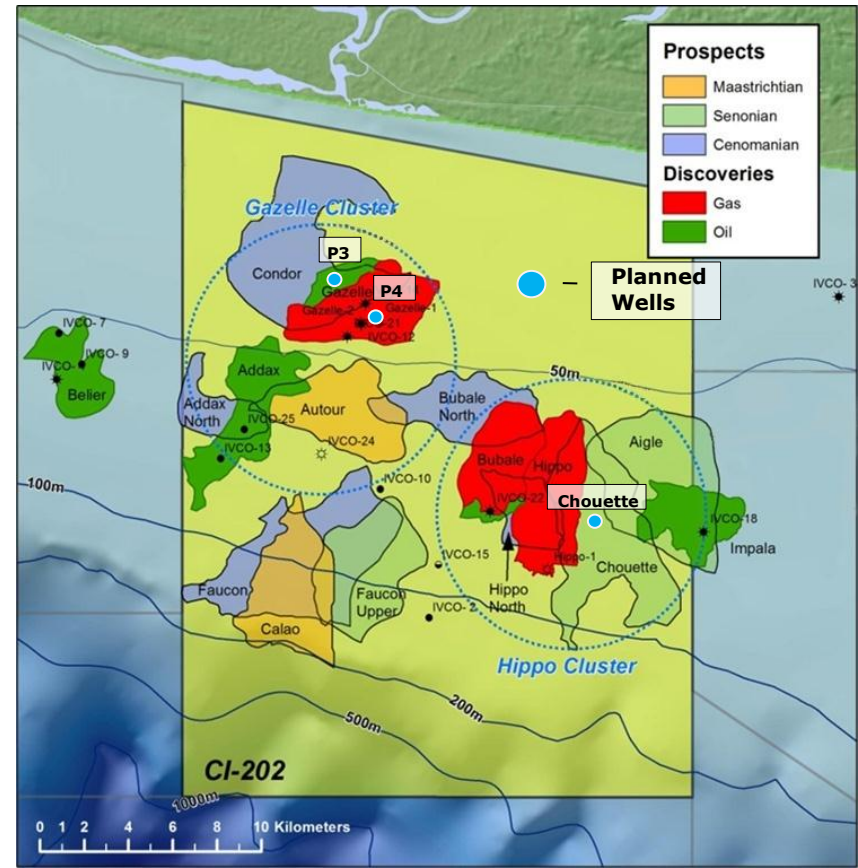 Prospects
Maastrichtian
Senonian
Cenomanian
Discoveries
Gas
Oil
Planned
Wells
Gazelle Cluster
P3
Condor
P4
Gazelle-1
Gazelle-2
IVCO-12
IVCO- 3
IVCO- 7
IVCO- 9
IVCO-
Belier
50m
Addax
Addax
North
Autour
Bubale
North
IVCO-25
IVCO-24
IVCO-13
Aigle
Bubale
Hippo
IVCO-10
100m
IVCO-22
Chouette
IVCO-18
Impala
IVCO-15
Hippo-1
Chouette
Faucon
Faucon
Upper
Hippo
North
IVCO- 2
Calao
Hippo Cluster
200m
500m
CI-202
1000m
0 1 2 4 6 8 10 Kilometers